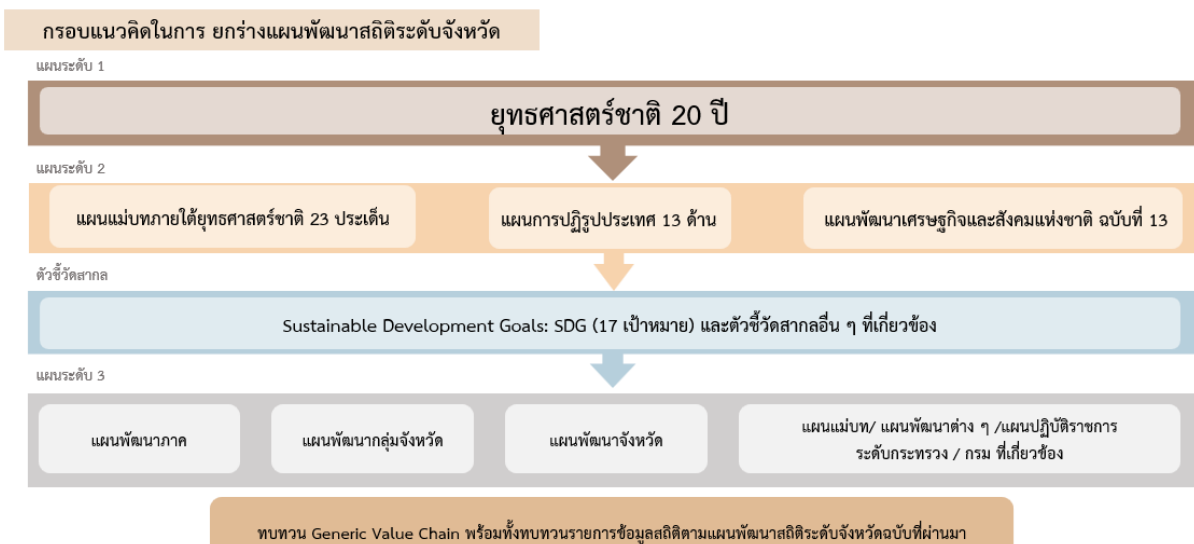 กรอบแนวคิดในการ ยกร่างแผนพัฒนาสถิติระดับจังหวัด
แผนระดับ 1
ยุทธศาสตร์ชาติ 20 ปี
แผนระดับ 2
แผนแม่บทภายใต้ยุทธศาสตร์ชาติ 23 ประเด็น
แผนการปฏิรูปประเทศ 13 ด้าน
แผนพัฒนาเศรษฐกิจและสังคมแห่งชาติ ฉบับที่ 13
ตัวชี้วัดสากล
Sustainable Development Goals: SDG (17 เป้าหมาย) และตัวชี้วัดสากลอื่น ๆ ที่เกี่ยวข้อง
แผนระดับ 3
แผนพัฒนาภาค
แผนพัฒนากลุ่มจังหวัด
แผนพัฒนาจังหวัด
แผนแม่บท/ แผนพัฒนาต่าง ๆ /แผนปฏิบัติราชการ
ระดับกระทรวง / กรม ที่เกี่ยวข้อง
ทบทวน Generic Value Chain พร้อมทั้งทบทวนรายการข้อมูลสถิติตามแผนพัฒนาสถิติระดับจังหวัดฉบับที่ผ่านมา